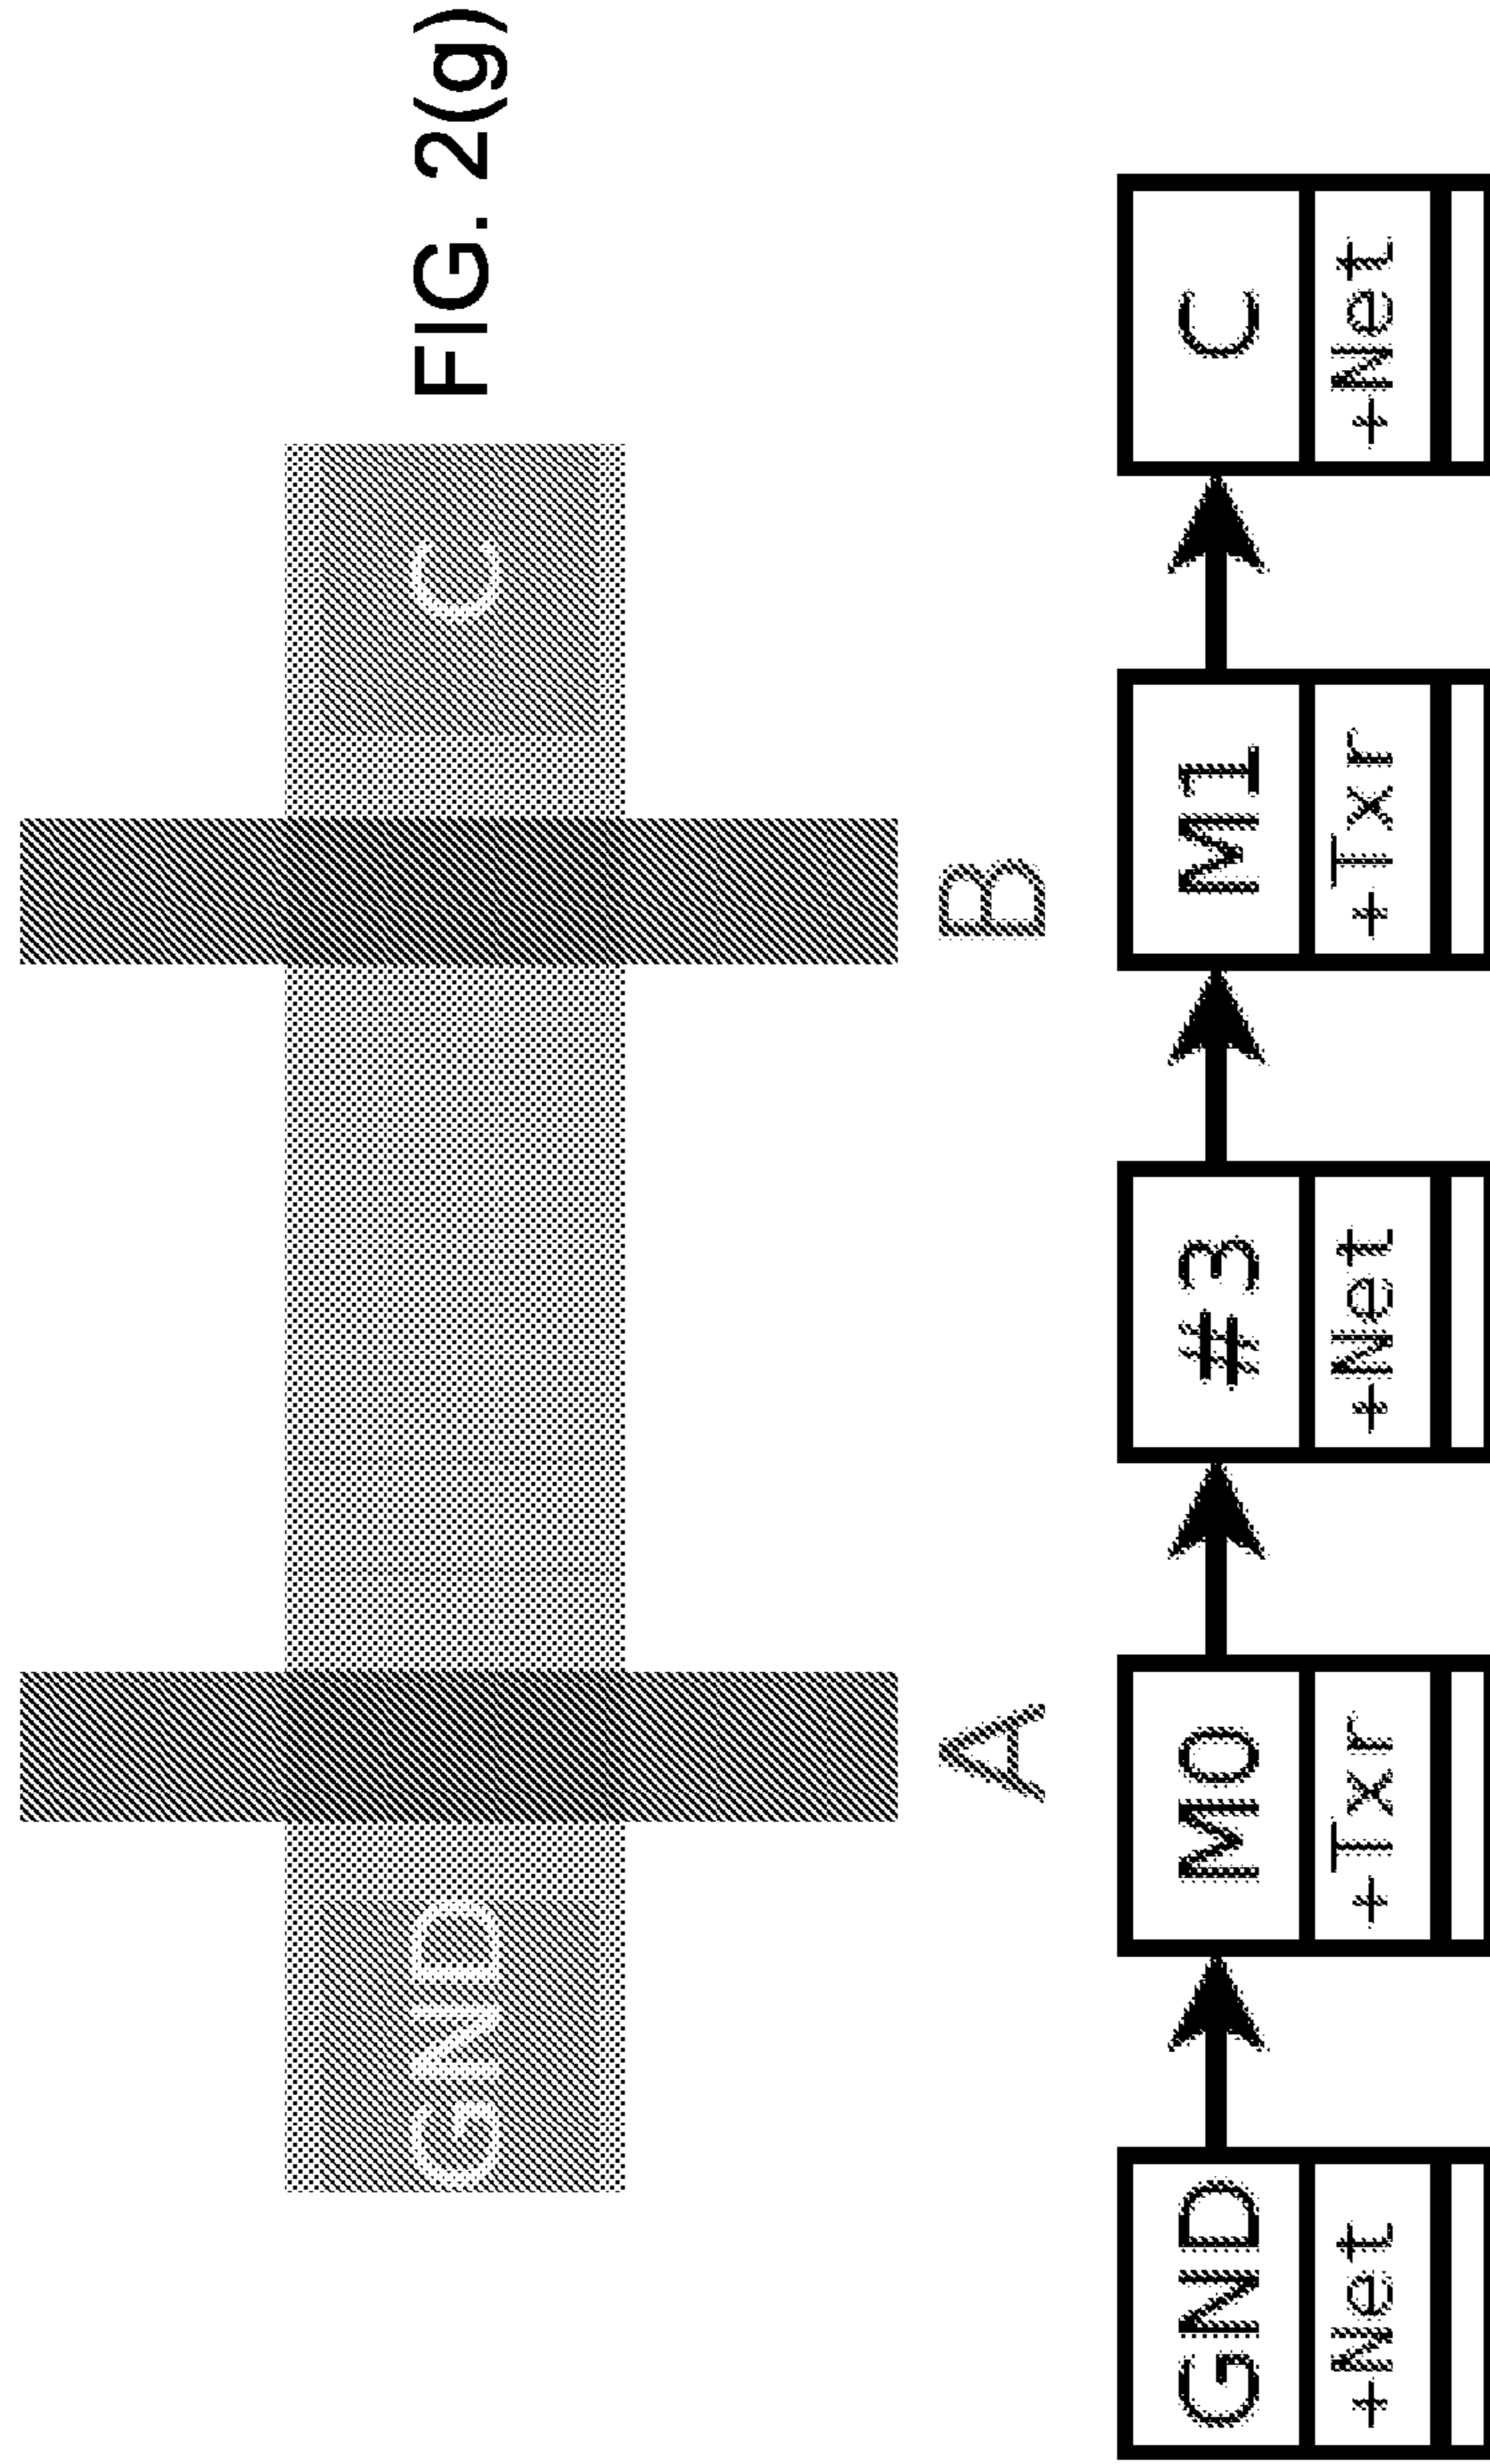 GND C FIG. 2(g)
A B
GND M0 #3 M1 C
+Net +Txr +Net +Txr +Net